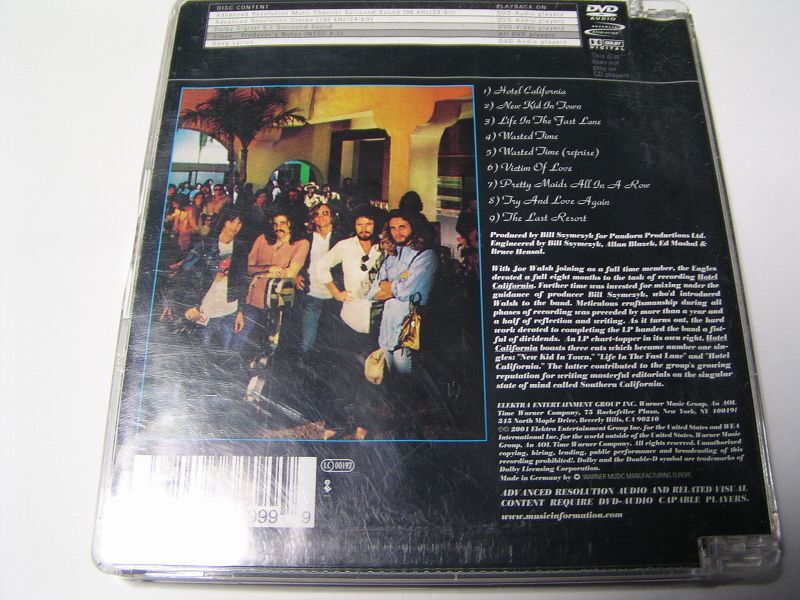 DISC CONTENT PLAYBACK ON:
Advanced Resolution Multi-Channel Surround Sound (96 kHz/24 bit) DVD Audio players
Advanced Resolution Stereo (192 kHz/24 bit) DVD Audio players
Dolby Digital 5.1 Surround Sound DVD Video players
Video: Producer's Notes (NTSC 4:3) All DVD players
Song Lyrics DVD Audio players
DVD
AUDIO
ADVANCED
RESOLUTION
DOLBY
DIGITAL
This disc
does not
play on
CD players
1) Hotel California
2) New Kid In Town
3) Life In The Fast Lane
4) Wasted Time
5) Wasted Time (reprise)
6) Victim Of Love
7) Pretty Maids All In A Row
8) Try And Love Again
9) The Last Resort
Produced by Bill Szymczyk for Pandora Productions Ltd.
Engineered by Bill Szymczyk, Allan Blazek, Ed Mashal &
Bruce Hensal.
With Joe Walsh joining as a full time member, the Eagles
devoted a full eight months to the task of recording Hotel
California. Further time was invested for mixing under the
guidance of producer Bill Szymczyk, who'd introduced
Walsh to the band. Meticulous craftsmanship during all
phases of recording was preceded by more than a year and
a half of reflection and writing. As it turns out, the hard
work devoted to completing the LP handed the band a fist-
ful of dividends. An LP chart-topper in its own right, Hotel
California boasts three cuts which became number one sin-
gles: "New Kid In Town," "Life In The Fast Lane" and "Hotel
California." The latter contributed to the group's growing
reputation for writing masterful editorials on the singular
state of mind called Southern California.
ELEKTRA ENTERTAINMENT GROUP INC. Warner Music Group, An AOL
Time Warner Company, 75 Rockefeller Plaza, New York, NY 10019/
345 North Maple Drive, Beverly Hills, CA 90210
©℗ 2001 Elektra Entertainment Group Inc. for the United States and WEA
International Inc. for the world outside of the United States. Warner Music
Group. An AOL Time Warner Company. All rights reserved. Unauthorized
copying, hiring, lending, public performance and broadcasting of this
recording prohibited!. Dolby and the Double-D symbol are trademarks of
Dolby Licensing Corporation.
Made in Germany by WARNER MUSIC MANUFACTURING EUROPE.
ADVANCED RESOLUTION AUDIO AND RELATED VISUAL
CONTENT REQUIRE DVD-AUDIO CAPABLE PLAYERS.
www.musicinformation.com
LC 00192
099 9